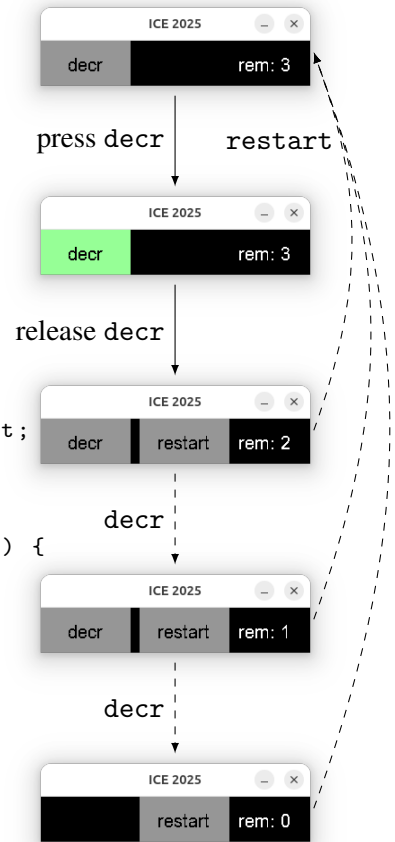 ICE 2025
decr rem: 3
press decr restart
ICE 2025
decr rem: 3
release decr
ICE 2025
t;
decr restart rem: 2
decr
) {
ICE 2025
decr restart rem: 1
decr
ICE 2025
restart rem: 0